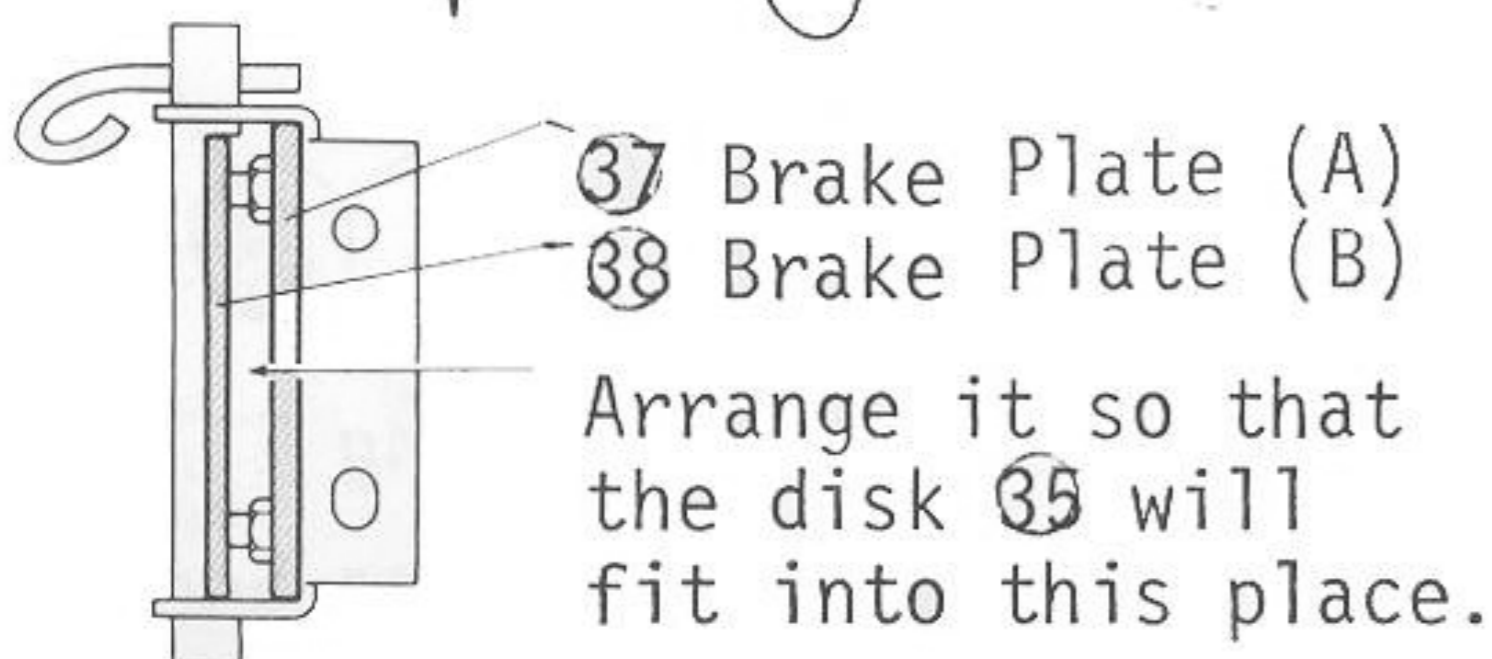 37 Brake Plate (A)
38 Brake Plate (B)
Arrange it so that
the disk 35 will
fit into this place.